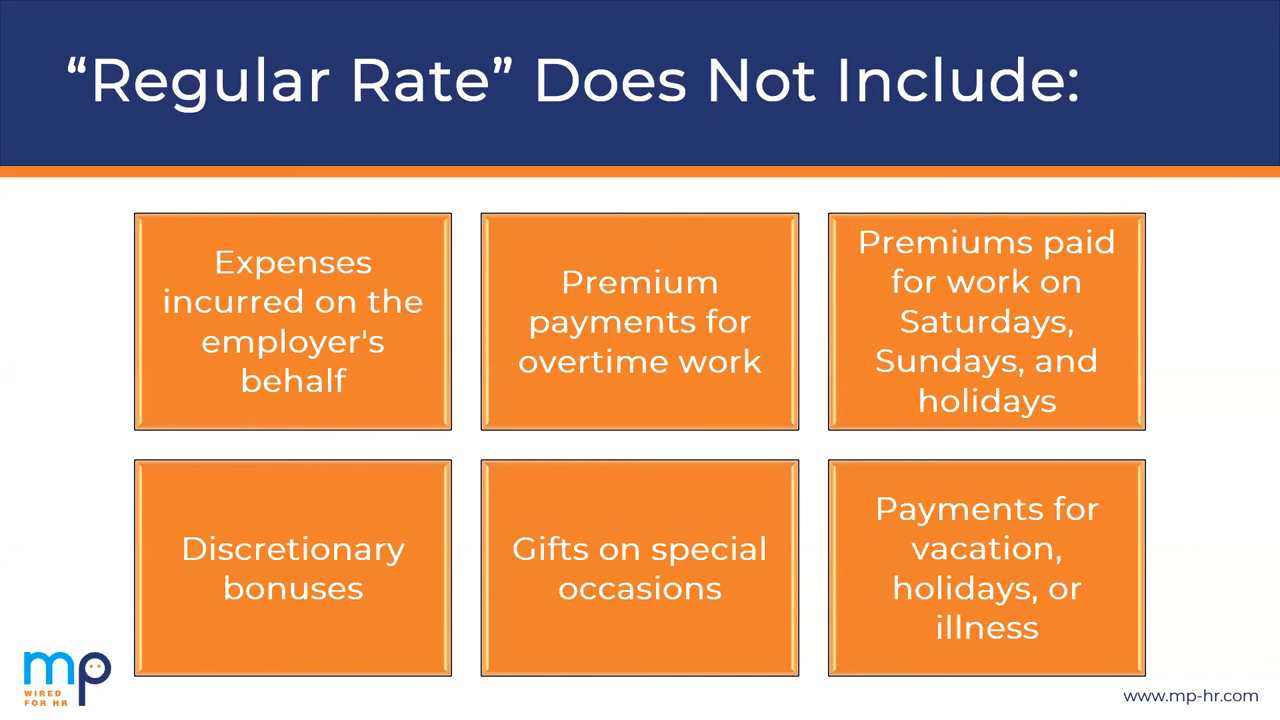 “Regular Rate” Does Not Include:
Expenses
incurred on the
employer's
behalf
Premium
payments for
overtime work
Premiums paid
for work on
Saturdays,
Sundays, and
holidays
Discretionary
bonuses
Gifts on special
occasions
Payments for
vacation,
holidays, or
illness
mp
WIRED
FOR HR
www.mp-hr.com